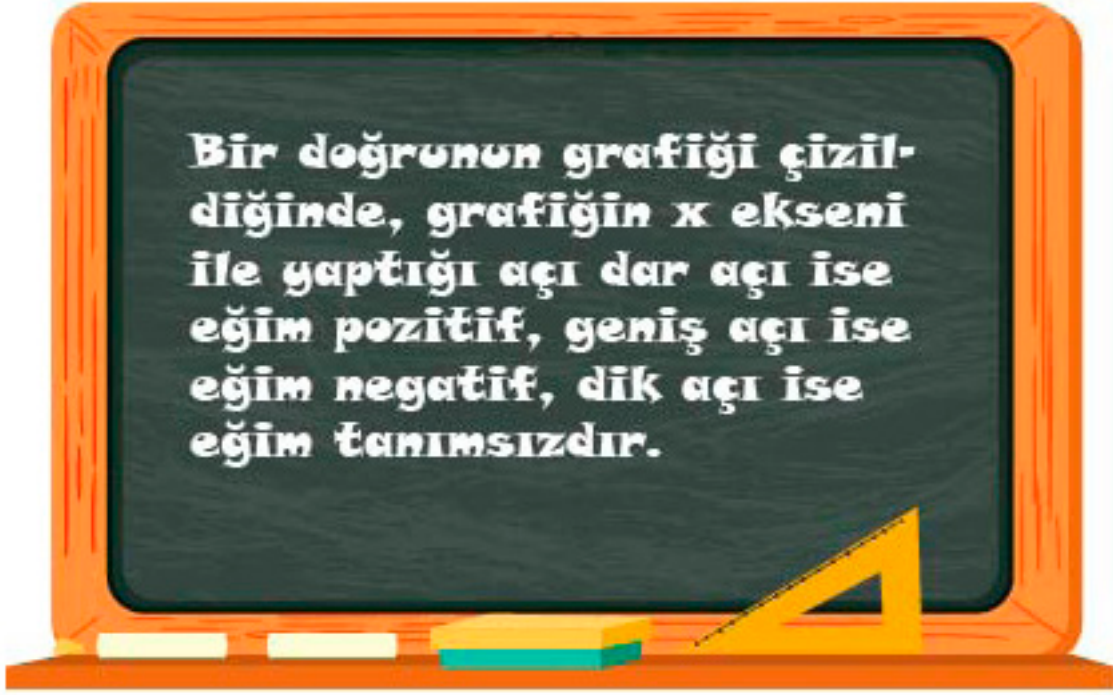 Bir doğrunun grafiği çizil-
diğinde, grafiğin x ekseni
ile yaptığı açı dar açı ise
eğim pozitif, geniş açı ise
eğim negatif, dik açı ise
eğim tanımsızdır.